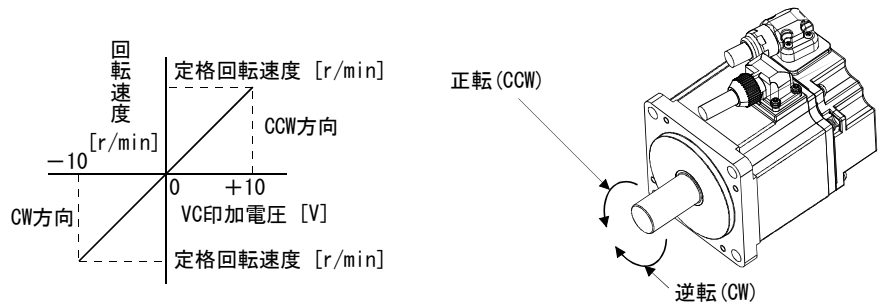 回転速度
[r/min]
定格回転速度 [r/min]
CCW方向
－10
0
＋10
CW方向
VC印加電圧 [V]
定格回転速度 [r/min]
正転(CCW)
逆転(CW)